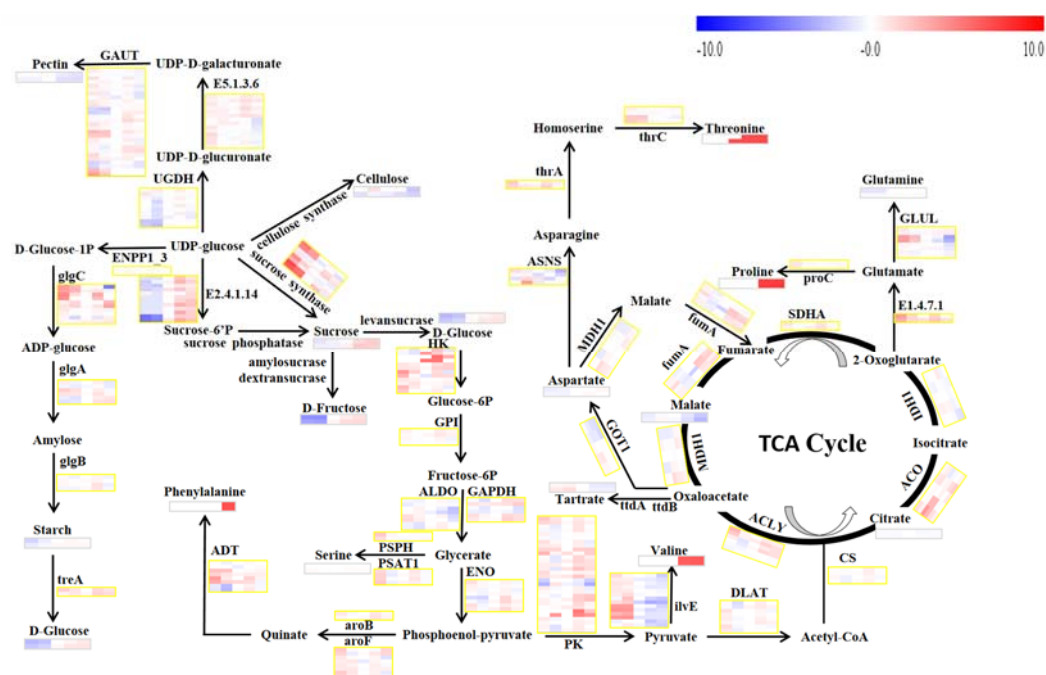 -10.0 -0.0 10.0
GAUT
Pectin UDP-D-galacturonate
E5.1.3.6
UDP-D-glucuronate
UGDH
Cellulose
cellulose synthase
D-Glucose-1P UDP-glucose
ENPP1_3
sucrose synthase
glgC
E2.4.1.14
Sucrose-6'P Sucrose
sucrose phosphatase
levansucrase
D-Glucose
HK
ADP-glucose
amylosucrase
dextransucrase
glgA
D-Fructose
Glucose-6P
GPI
Amylose
glgB
Fructose-6P
ALDO GAPDH
Starch
Phenylalanine
PSPH
Serine Glycerate
PSAT1
ADT
ENO
treA
D-Glucose
aroB
Quinate Phosphoenol-pyruvate
aroF
PK
Pyruvate
ilvE
Valine
DLAT
Acetyl-CoA
CS
Homoserine Threonine
thrC
thrA
Asparagine
ASNS
Glutamine
GLUL
Proline Glutamate
proC
E1.4.7.1
Malate
MDH1
fumA
SDHA
Fumarate
2-Oxoglutarate
fumA
Aspartate
Malate
IDH1
GOT1
MDH1
TCA Cycle
Isocitrate
ACO
Tartrate Oxaloacetate
ttdA ttdB
ACLY
Citrate